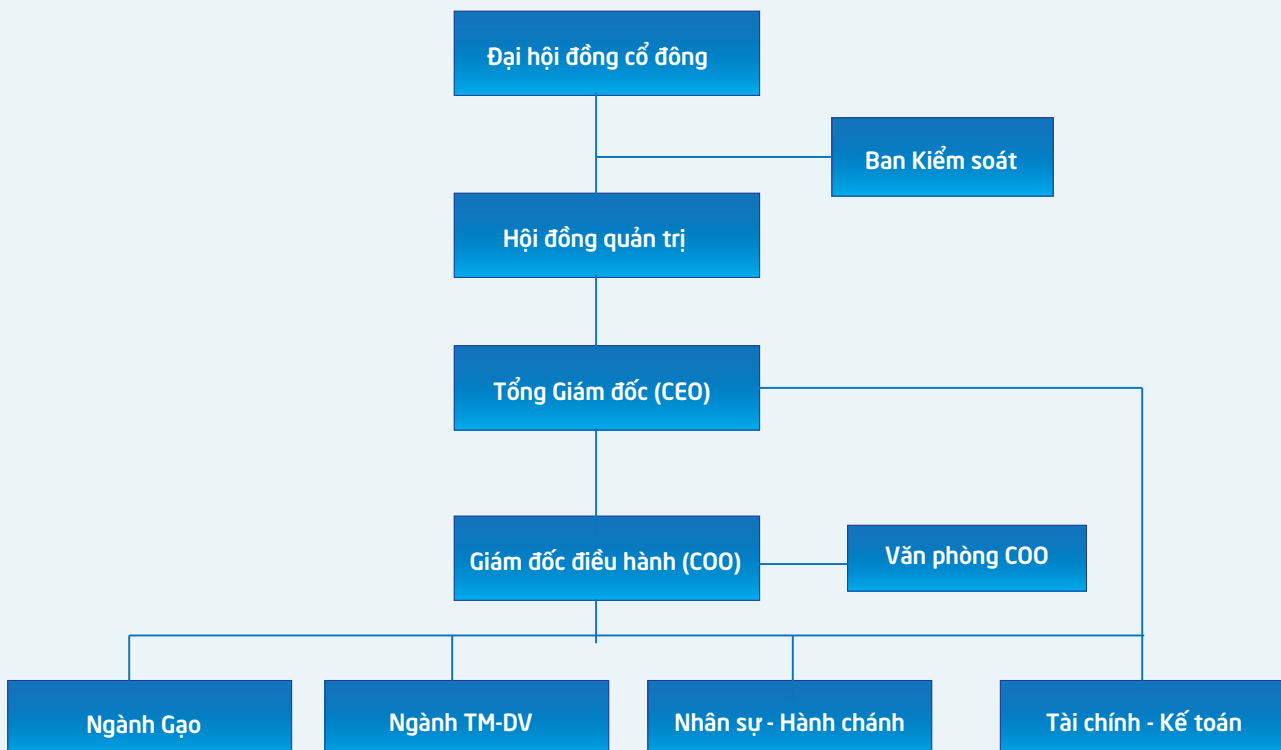 Đại hội đồng cổ đông
Ban Kiểm soát
Hội đồng quản trị
Tổng Giám đốc (CEO)
Giám đốc điều hành (COO)
Văn phòng COO
Ngành Gạo
Ngành TM-DV
Nhân sự - Hành chánh
Tài chính - Kế toán